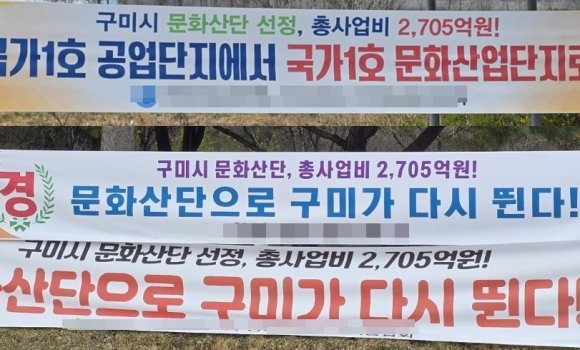 구미시 문화산단 선정, 총사업비 2,705억원!
국가1호 공업단지에서 국가1호 문화산업단지로
구미시 문화산단, 총사업비 2,705억원!
경
문화산단으로 구미가 다시 뛴다!
구미시 문화산단 선정, 총사업비 2,705억원!
산단으로 구미가 다시 뛴다!